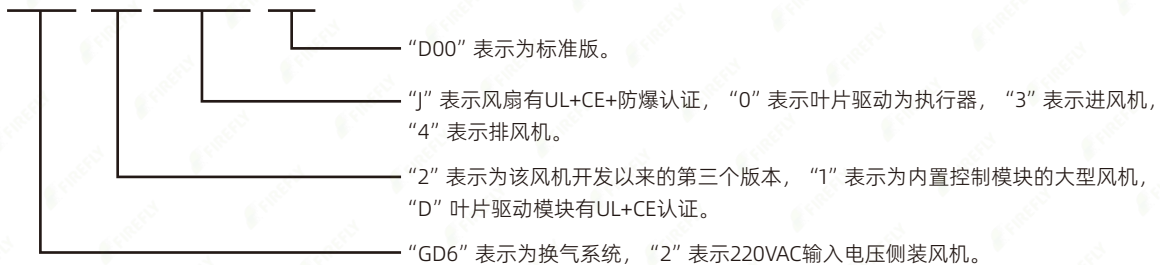 “D00”表示为标准版。
“J”表示风扇有UL+CE+防爆认证，“0”表示叶片驱动为执行器，“3”表示进风机，
“4”表示排风机。
“2”表示为该风机开发以来的第三个版本，“1”表示为内置控制模块的大型风机，
“D”叶片驱动模块有UL+CE认证。
“GD6”表示为换气系统，“2”表示220VAC输入电压侧装风机。
FIREFLY